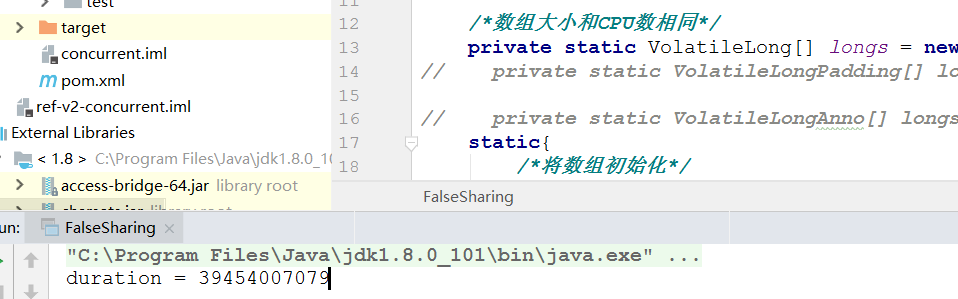 test
target
concurrent.iml
pom.xml
ref-v2-concurrent.iml
External Libraries
< 1.8 > C:\Program Files\Java\jdk1.8.0_10
access-bridge-64.jar library root
library root
11
12 /*数组大小和CPU数相同*/
13 private static VolatileLong[] longs = new
14 // private static VolatileLongPadding[] lo
15
16 // private static VolatileLongAnno[] longs
17 static{
18 /*将数组初始化*/
FalseSharing
un: FalseSharing ×
"C:\Program Files\Java\jdk1.8.0_101\bin\java.exe" ...
duration = 39454007079